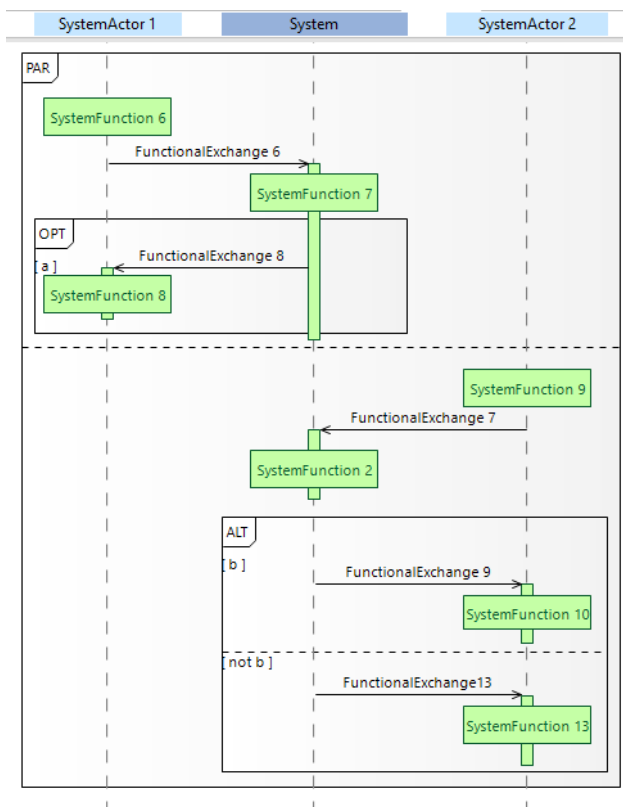 SystemActor 1 System SystemActor 2
PAR
SystemFunction 6
FunctionalExchange 6
SystemFunction 7
OPT
FunctionalExchange 8
[ a ]
SystemFunction 8
SystemFunction 9
FunctionalExchange 7
SystemFunction 2
ALT
[ b ]
FunctionalExchange 9
SystemFunction 10
[ not b ]
FunctionalExchange13
SystemFunction 13